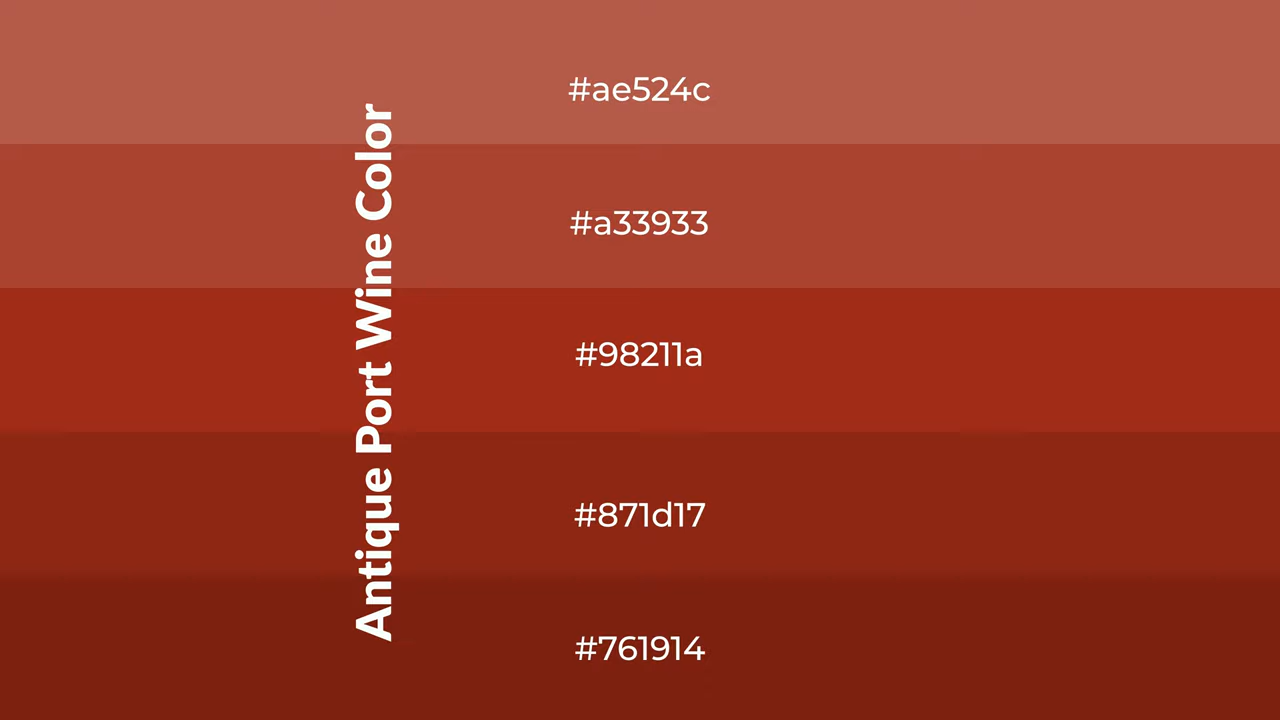 Antique Port Wine Color
#ae524c
#a33933
#98211a
#871d17
#761914